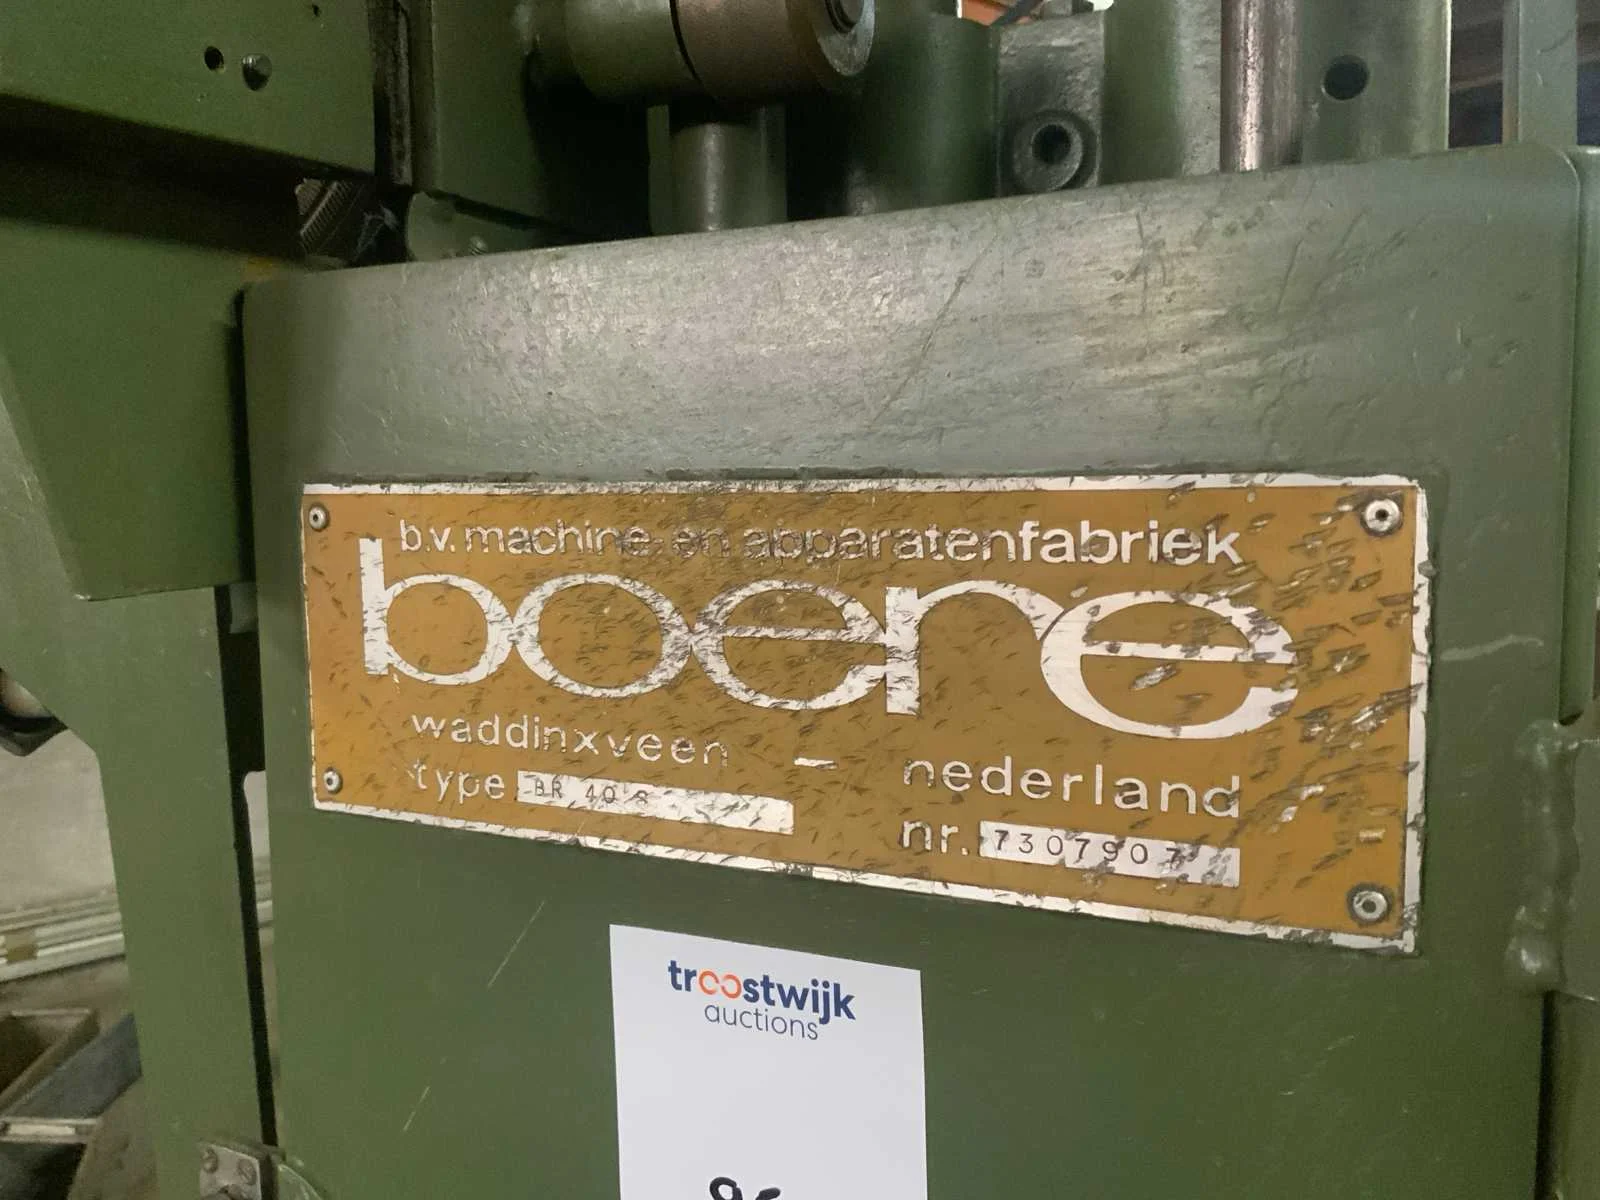 b.v. machine- en apparatenfabriek
boere
waddinxveen - nederland
type BR 40 S
nr. 7307907
troostwijk
auctions